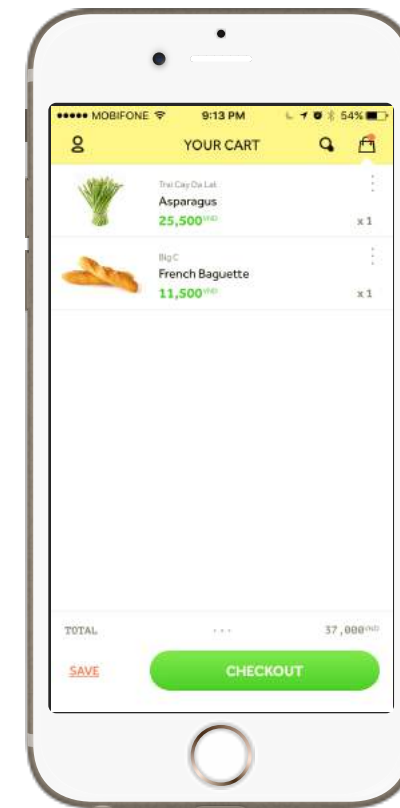 MOBIFONE 9:13 PM 54%
YOUR CART
Trai Cay Da Lat
Asparagus
25,500VND x 1
Big C
French Baguette
11,500VND x 1
TOTAL ... 37,000VND
SAVE CHECKOUT